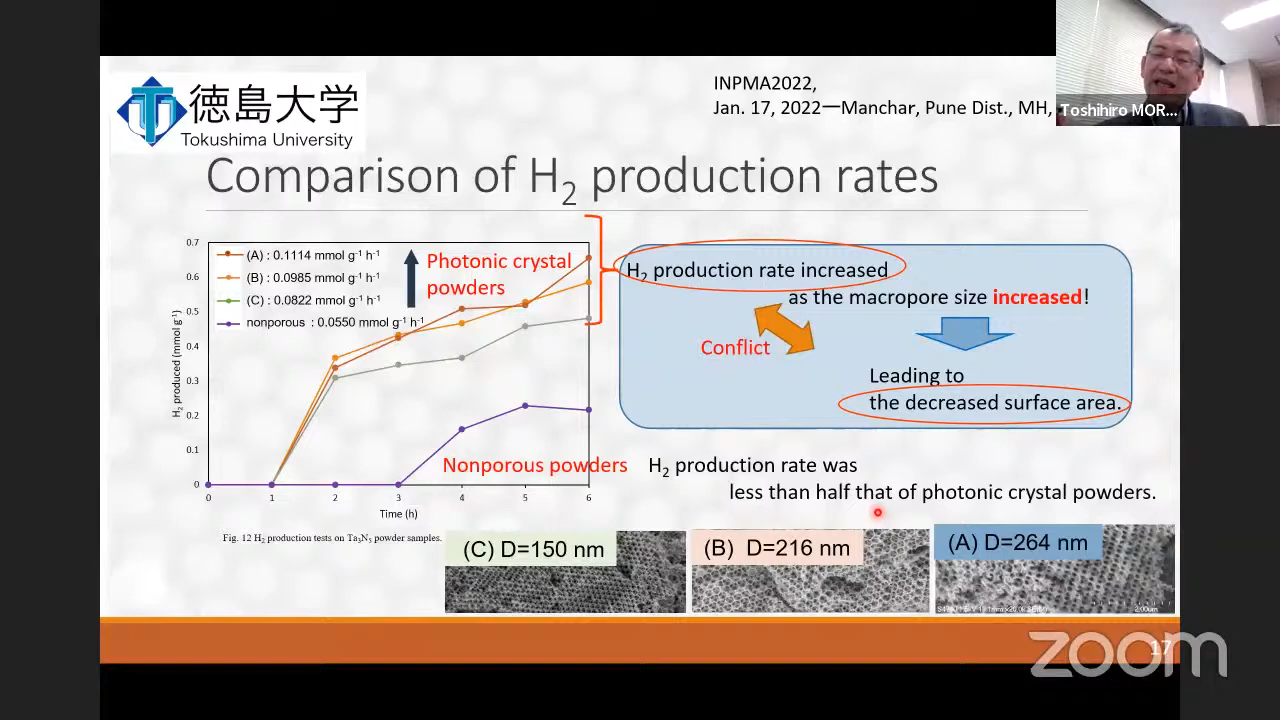 INPMA2022,
Jan. 17, 2022—Manchar, Pune Dist., MH,
Toshihiro MOR...
徳島大学
Tokushima University
Comparison of H2 production rates
0.7
0.6
0.5
0.4
0.3
0.2
0.1
0
H2 produced (mmol g-1)
(A) : 0.1114 mmol g-1 h-1
(B) : 0.0985 mmol g-1 h-1
(C) : 0.0822 mmol g-1 h-1
nonporous : 0.0550 mmol g-1 h-1
Photonic crystal
powders
Nonporous powders
0 1 2 3 4 5 6
Time (h)
Fig. 12 H2 production tests on Ta3N5 powder samples.
H2 production rate increased
as the macropore size increased!
Conflict
Leading to
the decreased surface area.
H2 production rate was
less than half that of photonic crystal powders.
(C) D=150 nm
(B) D=216 nm
(A) D=264 nm
2.00um
17
zoom